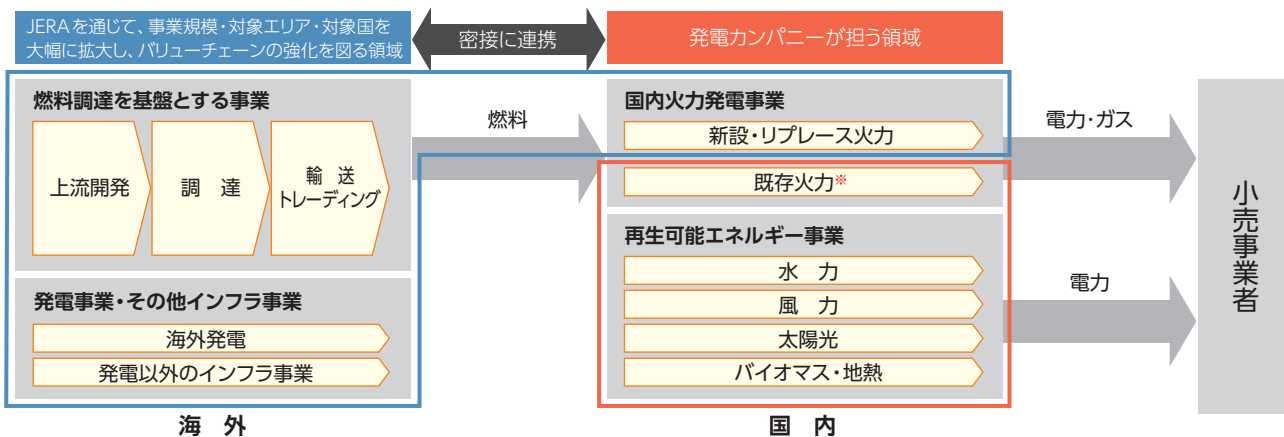 JERAを通じて、事業規模・対象エリア・対象国を
大幅に拡大し、バリューチェーンの強化を図る領域
密接に連携
発電カンパニーが担う領域
燃料調達を基盤とする事業
上流開発
調 達
輸 送
トレーディング
発電事業・その他インフラ事業
海外発電
発電以外のインフラ事業
海 外
燃料
国内火力発電事業
新設・リプレース火力
既存火力※
再生可能エネルギー事業
水 力
風 力
太陽光
バイオマス・地熱
国 内
電力・ガス
電力
小売事業者